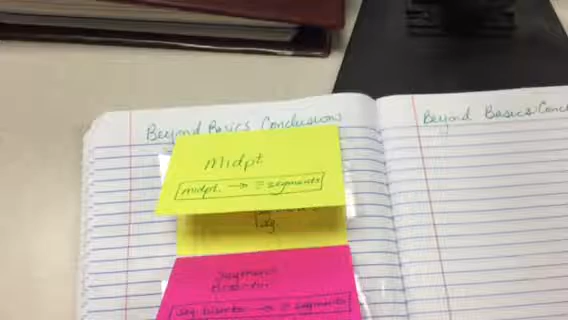 Beyond Basics Conclusions
Beyond Basics Conc
Midpt
midpt. → ≅ segments
Segment
Bisector
seg bisector → ≅ segments